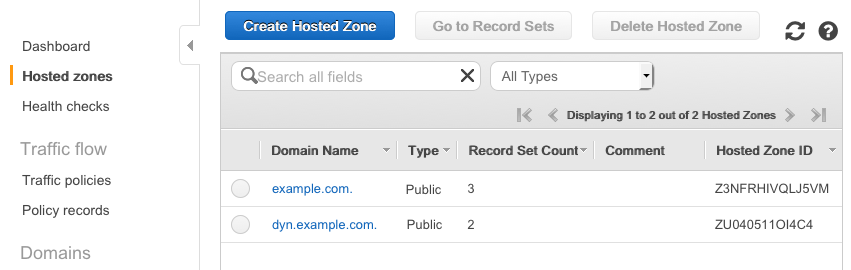 Create Hosted Zone Go to Record Sets Delete Hosted Zone
Dashboard
Hosted zones
Health checks
Traffic flow
Traffic policies
Policy records
Domains
Search all fields All Types
Displaying 1 to 2 out of 2 Hosted Zones
Domain Name Type Record Set Count Comment Hosted Zone ID
example.com. Public 3 Z3NFRHIVQLJ5VM
dyn.example.com. Public 2 ZU040511OI4C4